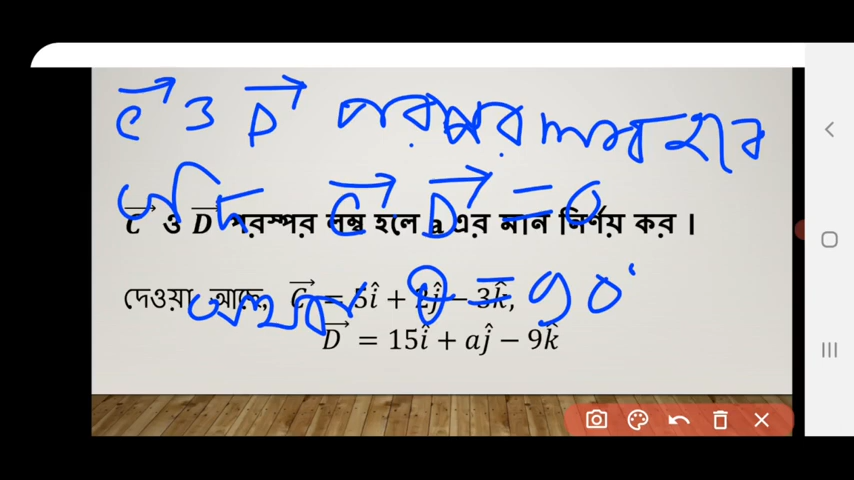 C ও D পরস্পর লম্ব হবে
যদি C D = 0
C ও D পরস্পর লম্ব হলে a এর মান নির্ণয় কর ।
অথবা θ = 90°
দেওয়া আছে, C = 5î + 2ĵ − 3k̂,
D = 15î + aĵ − 9k̂